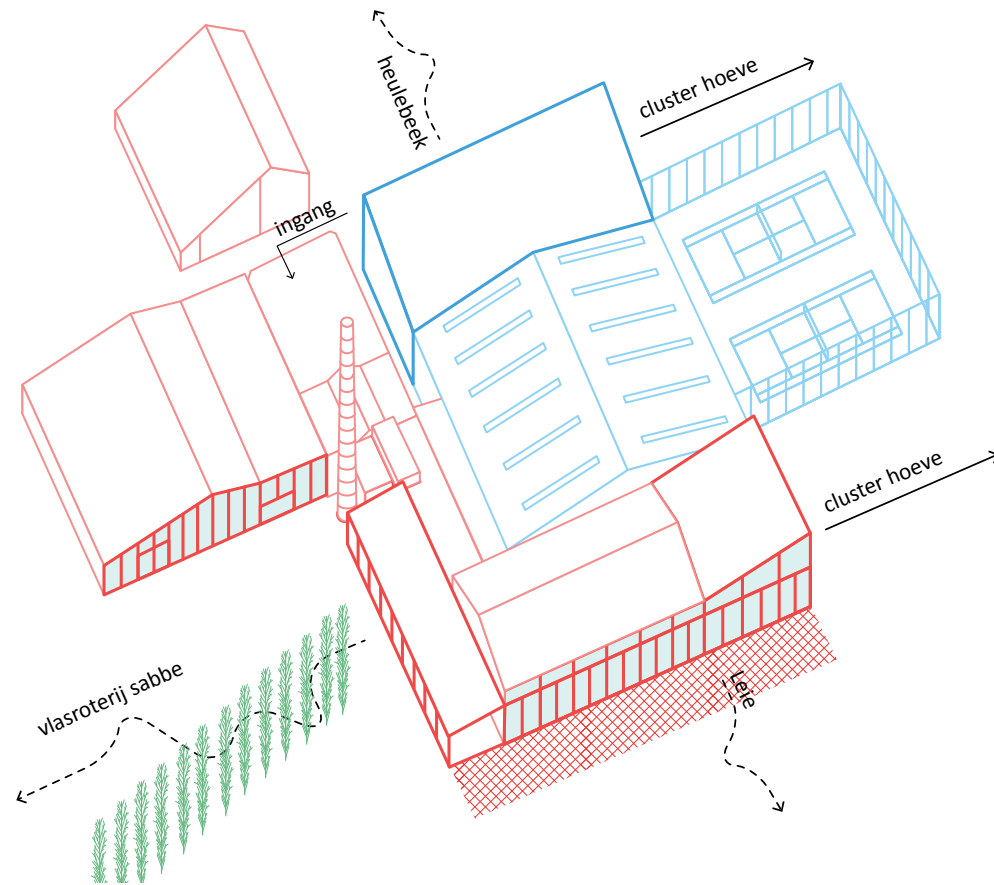 heulebeek
cluster hoeve
ingang
cluster hoeve
vlasroterij sabbe
Leie